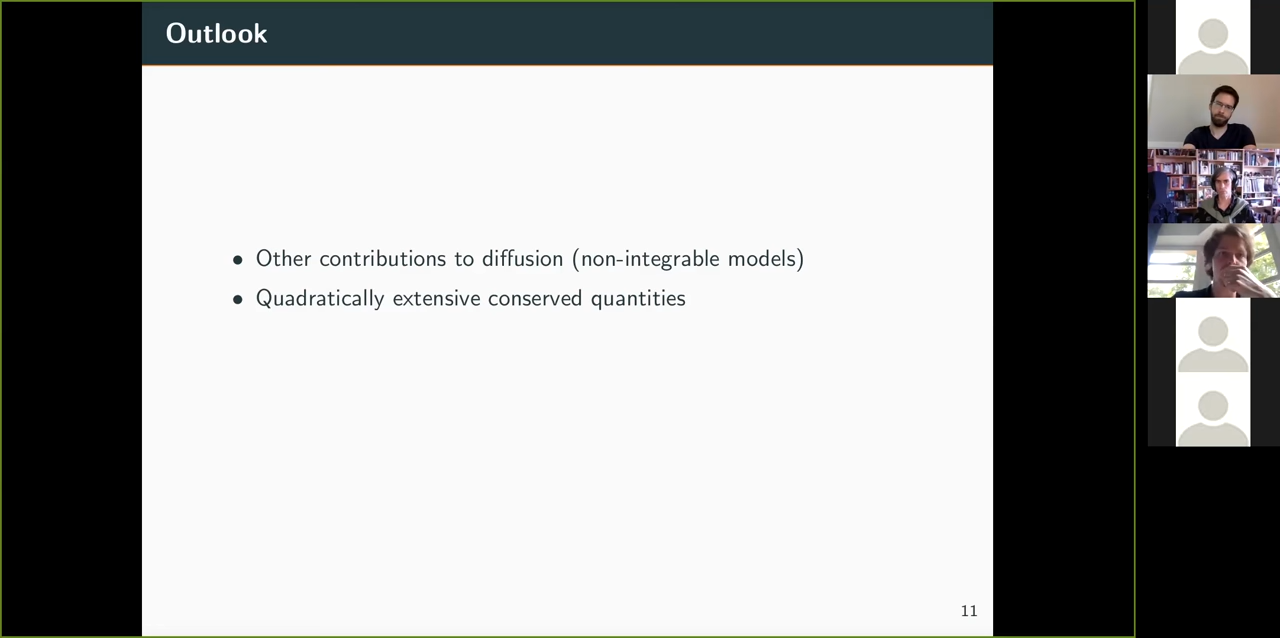 Outlook
• Other contributions to diffusion (non-integrable models)
• Quadratically extensive conserved quantities
11